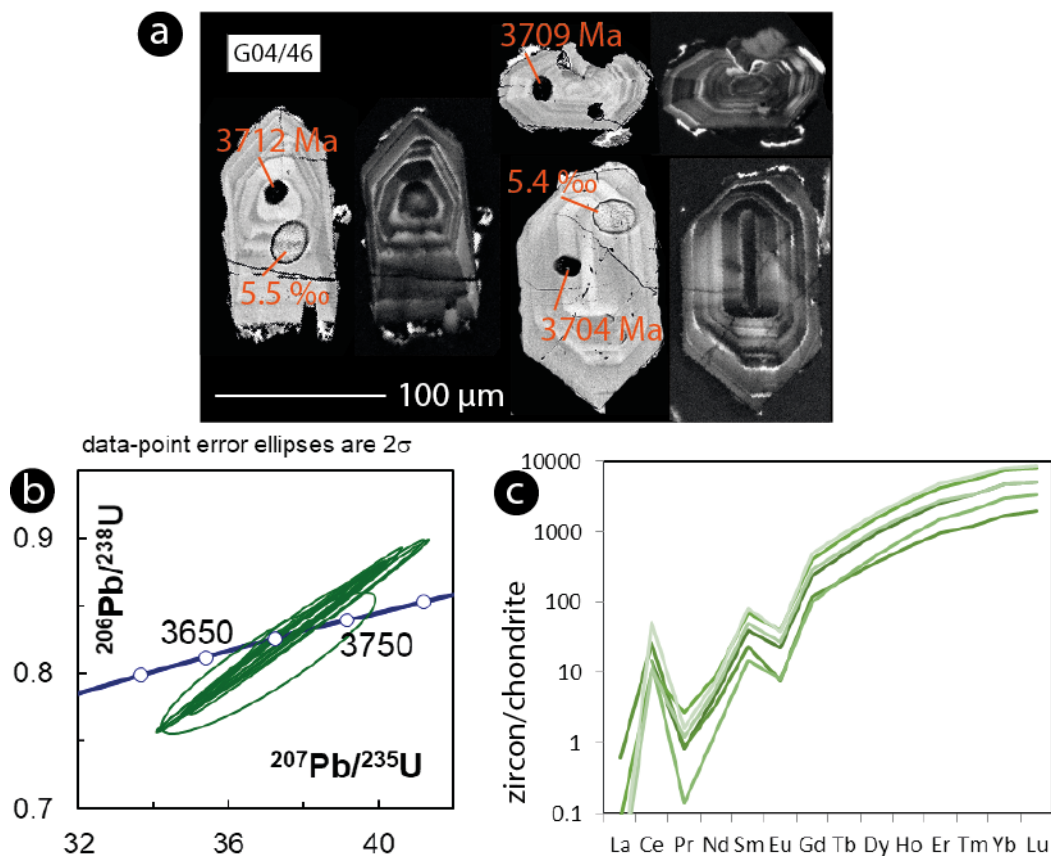 a
G04/46
3709 Ma
3712 Ma
5.4 ‰
5.5 ‰
3704 Ma
100 µm
data-point error ellipses are 2σ
b
0.9
0.8
0.7
206Pb/238U
3650
3750
207Pb/235U
32 36 40
c
10000
1000
100
10
1
0.1
zircon/chondrite
La Ce Pr Nd Sm Eu Gd Tb Dy Ho Er Tm Yb Lu